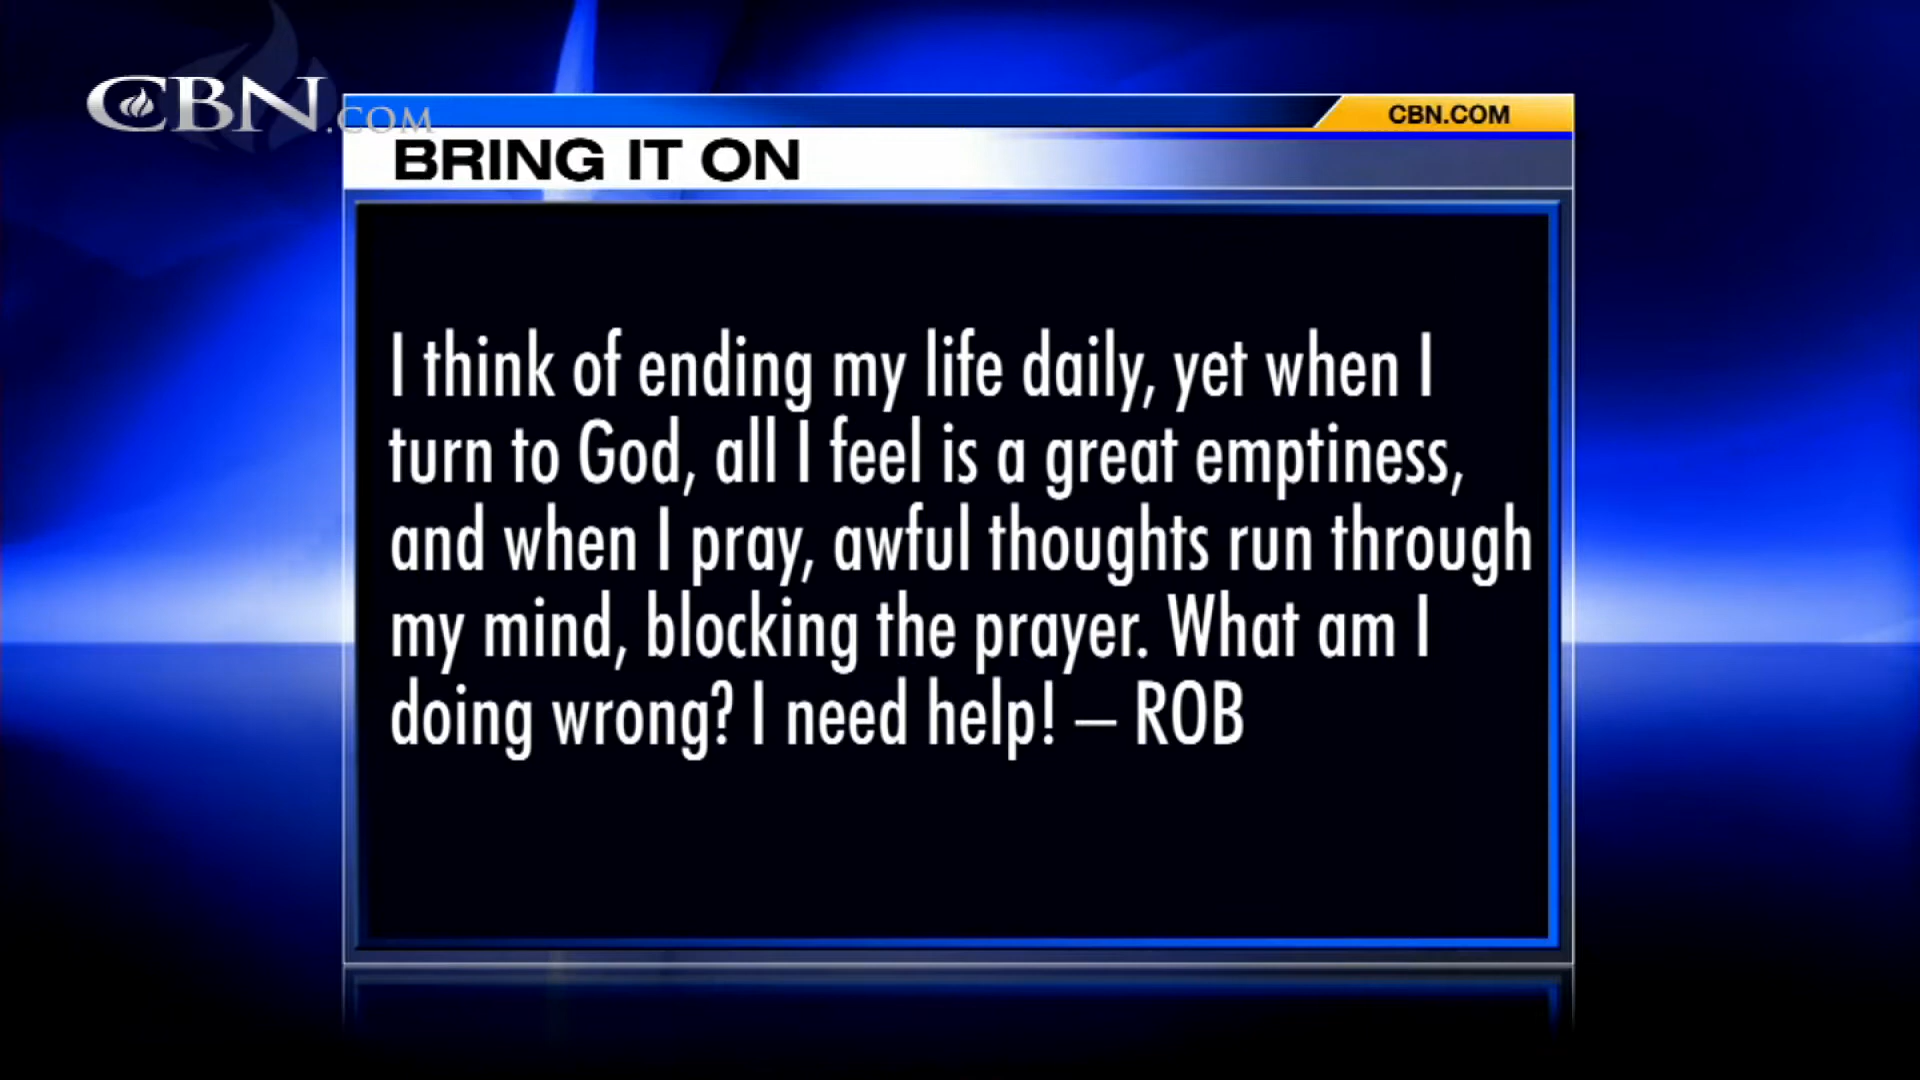 CBN.COM
CBN.COM
BRING IT ON
I think of ending my life daily, yet when I
turn to God, all I feel is a great emptiness,
and when I pray, awful thoughts run through
my mind, blocking the prayer. What am I
doing wrong? I need help! – ROB